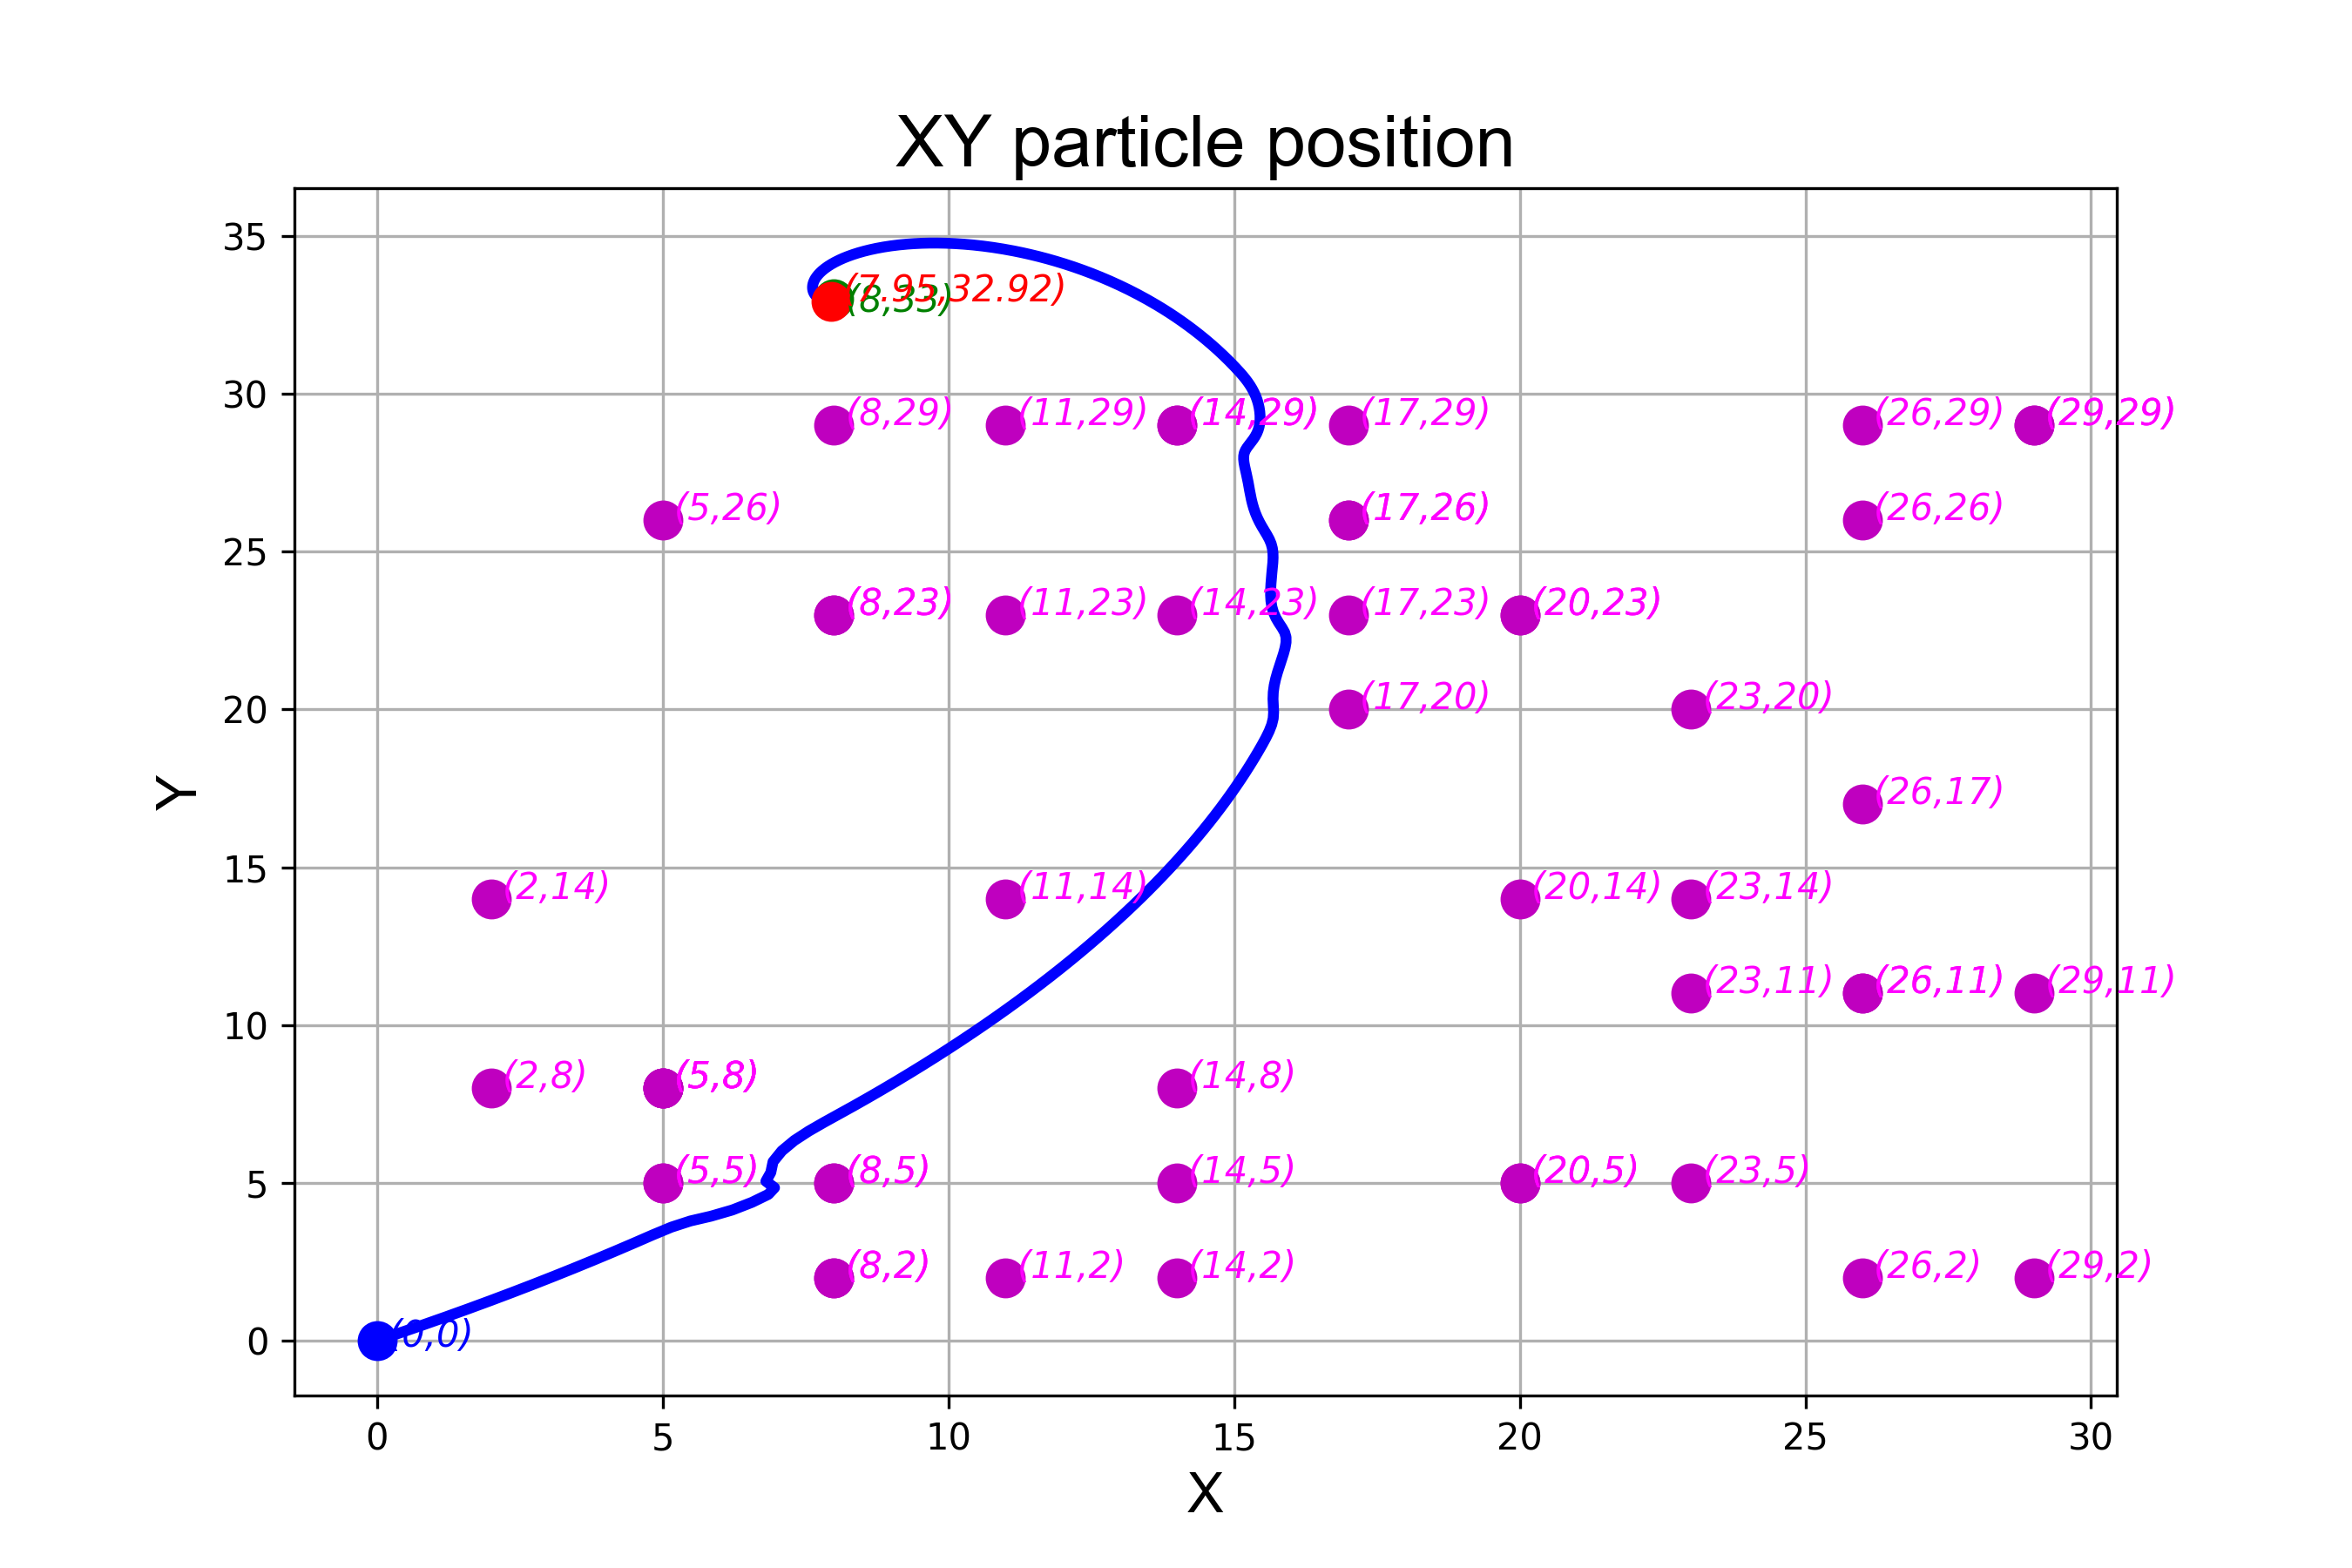 XY particle position
35
(7.95,32.92)
(8,33)
30
(8,29) (11,29) (14,29) (17,29) (26,29) (29,29)
(5,26) (17,26) (26,26)
25
(8,23) (11,23) (14,23) (17,23) (20,23)
20
(17,20) (23,20)
(26,17)
15
(2,14) (11,14) (20,14) (23,14)
(23,11) (26,11) (29,11)
10
(2,8) (5,8) (14,8)
5
(5,5) (8,5) (14,5) (20,5) (23,5)
(8,2) (11,2) (14,2) (26,2) (29,2)
0
(0,0)
0 5 10 15 20 25 30
X
Y